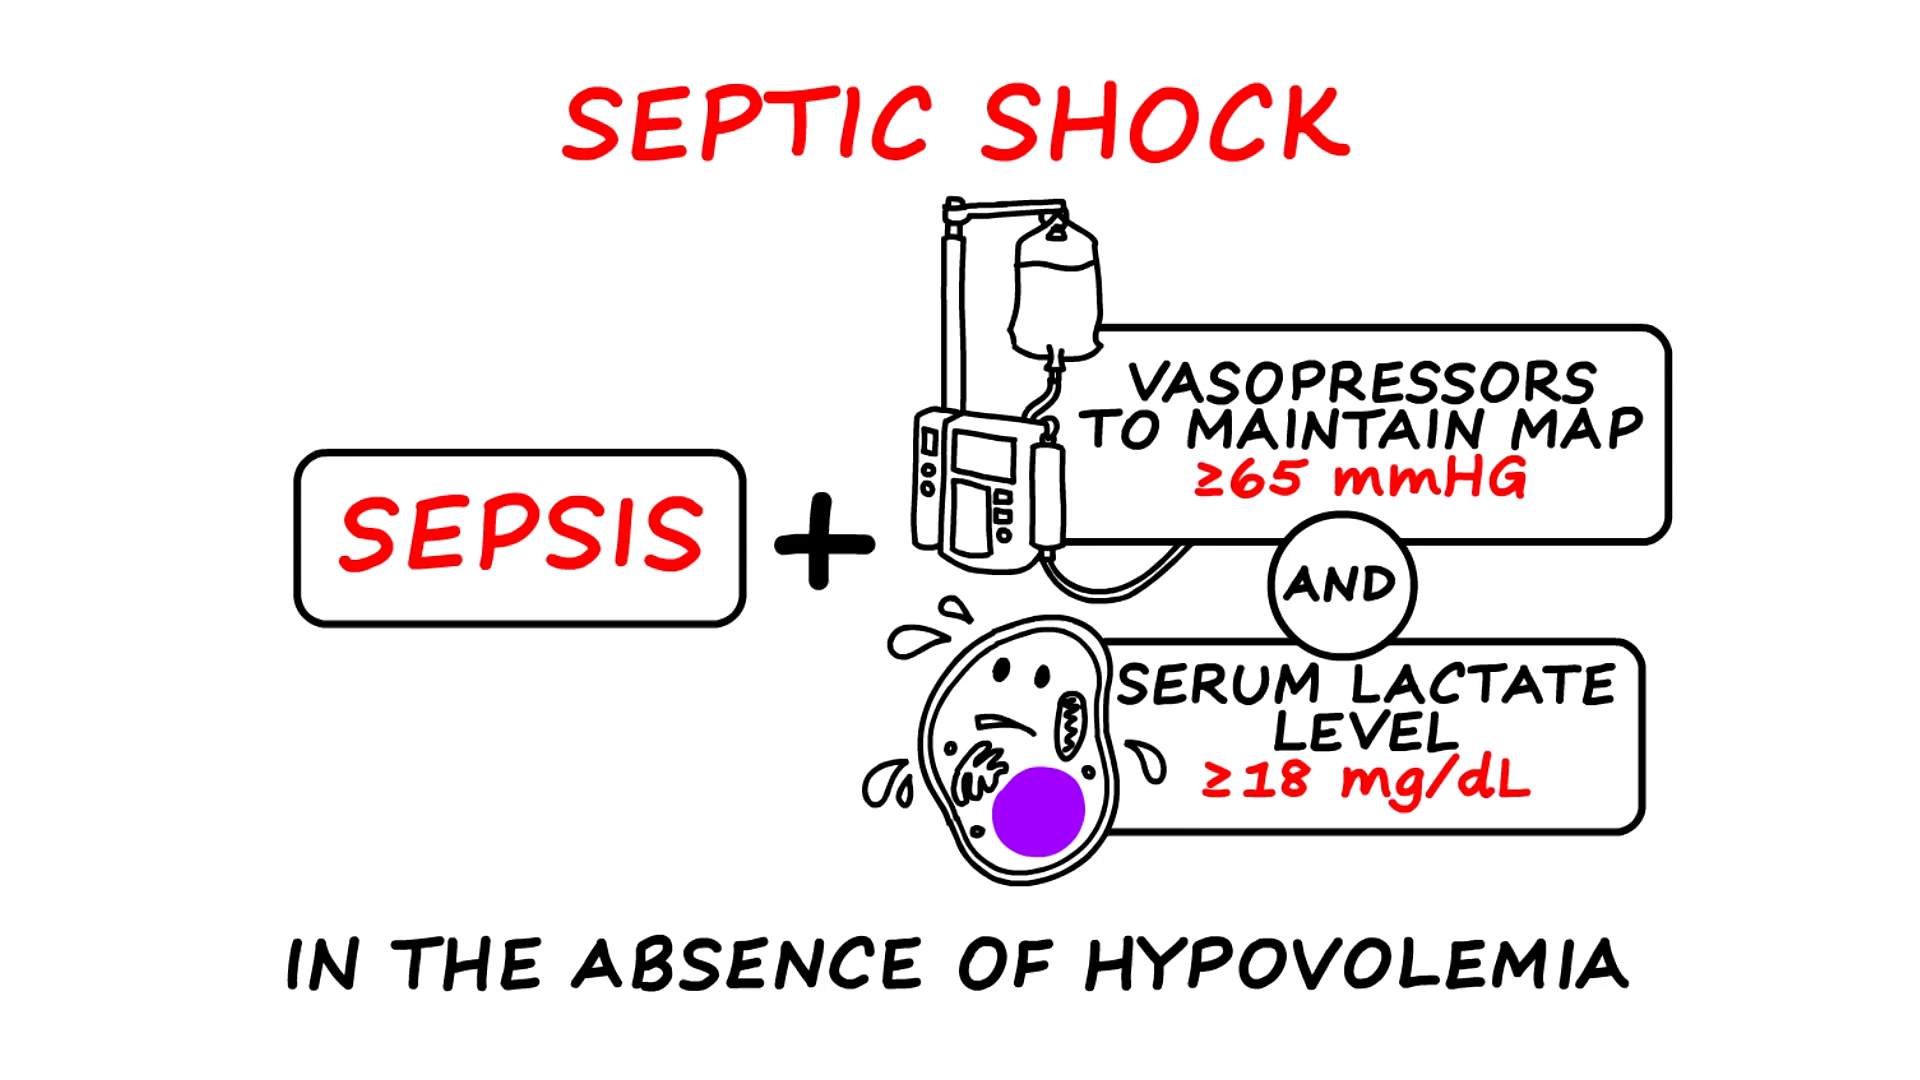 SEPTIC SHOCK
SEPSIS
+
VASOPRESSORS
TO MAINTAIN MAP
≥65 mmHG
AND
SERUM LACTATE
LEVEL
≥18 mg/dL
IN THE ABSENCE OF HYPOVOLEMIA